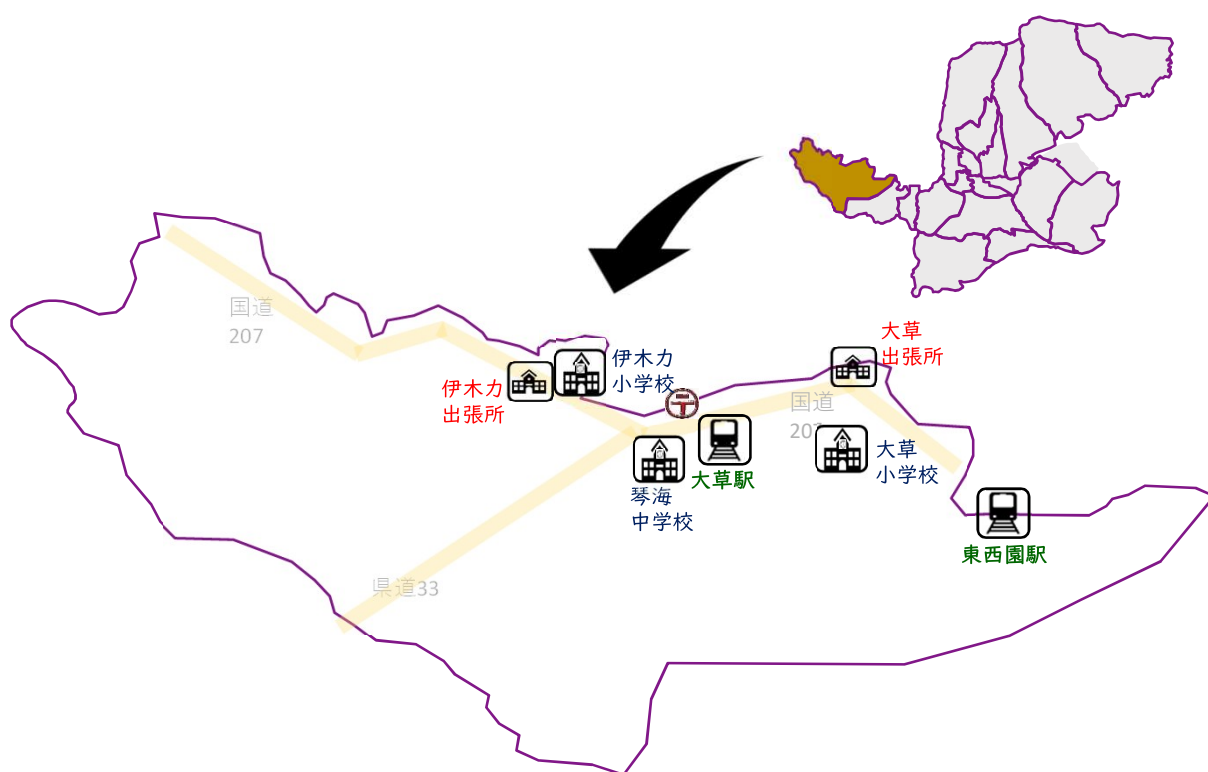 国道
207
伊木力
出張所
伊木力
小学校
大草
出張所
国道
207
大草
小学校
琴海
中学校
大草駅
東西園駅
県道33
〒